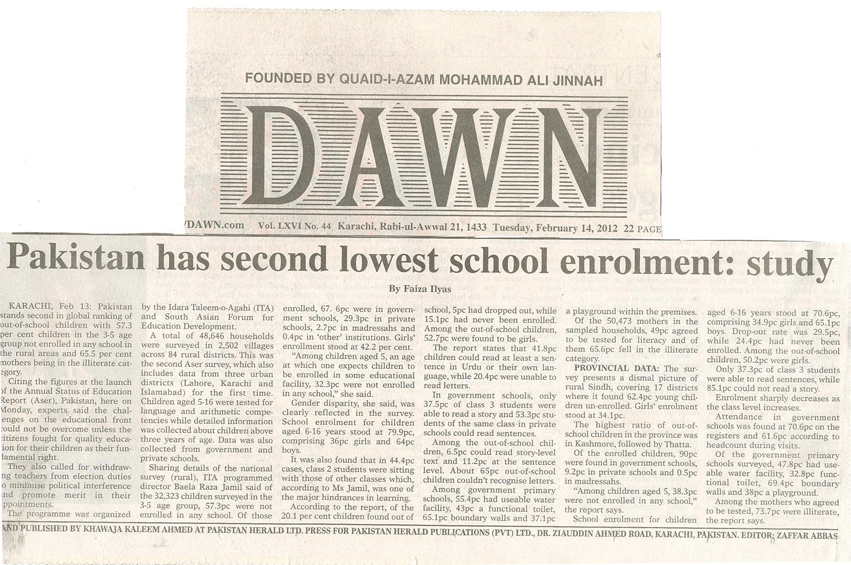 FOUNDED BY QUAID-I-AZAM MOHAMMAD ALI JINNAH
DAWN
/DAWN.com Vol. LXVI No. 44 Karachi, Rabi-ul-Awwal 21, 1433 Tuesday, February 14, 2012 22 PAGE
Pakistan has second lowest school enrolment: study
By Faiza Ilyas
KARACHI, Feb 13: Pakistan
stands second in global ranking of
out-of-school children with 57.3
per cent children in the 3-5 age
group not enrolled in any school in
the rural areas and 65.5 per cent
mothers being in the illiterate cat-
egory.
Citing the figures at the launch
of the Annual Status of Education
Report (Aser), Pakistan, here on
Monday, experts said the chal-
enges on the educational front
ould not be overcome unless the
itizens fought for quality educa-
ion for their children as their fun-
lamental right.
They also called for withdraw-
ng teachers from election duties
o minimise political interference
nd promote merit in their
ppointments.
The programme was organized
by the Idara Taleem-o-Agahi (ITA)
and South Asian Forum for
Education Development.
A total of 48,646 households
were surveyed in 2,502 villages
across 84 rural districts. This was
the second Aser survey, which also
includes data from three urban
districts (Lahore, Karachi and
Islamabad) for the first time.
Children aged 5-16 were tested for
language and arithmetic compe-
tencies while detailed information
was collected about children above
three years of age. Data was also
collected from government and
private schools.
Sharing details of the national
survey (rural), ITA programmed
director Baela Raza Jamil said of
the 32,323 children surveyed in the
3-5 age group, 57.3pc were not
enrolled in any school. Of those
enrolled, 67. 6pc were in govern-
ment schools, 29.3pc in private
schools, 2.7pc in madressahs and
0.4pc in 'other' institutions. Girls'
enrolment stood at 42.2 per cent.
"Among children aged 5, an age
at which one expects children to
be enrolled in some educational
facility, 32.3pc were not enrolled
in any school," she said.
Gender disparity, she said, was
clearly reflected in the survey.
School enrolment for children
aged 6-16 years stood at 79.9pc,
comprising 36pc girls and 64pc
boys.
It was also found that in 44.4pc
cases, class 2 students were sitting
with those of other classes which,
according to Ms Jamil, was one of
the major hindrances in learning.
According to the report, of the
20.1 per cent children found out of
school, 5pc had dropped out, while
15.1pc had never been enrolled.
Among the out-of-school children,
52.7pc were found to be girls.
The report states that 41.8pc
children could read at least a sen-
tence in Urdu or their own lan-
guage, while 20.4pc were unable to
read letters.
In government schools, only
37.5pc of class 3 students were
able to read a story and 53.3pc stu-
dents of the same class in private
schools could read sentences.
Among the out-of-school chil-
dren, 6.5pc could read story-level
text and 11.2pc at the sentence
level. About 65pc out-of-school
children couldn't recognise letters.
Among government primary
schools, 55.4pc had useable water
facility, 43pc a functional toilet,
65.1pc boundary walls and 37.1pc
a playground within the premises.
Of the 50,473 mothers in the
sampled households, 49pc agreed
to be tested for literacy and of
them 65.6pc fell in the illiterate
category.
PROVINCIAL DATA: The sur-
vey presents a dismal picture of
rural Sindh, covering 17 districts
where it found 62.4pc young chil-
dren un-enrolled. Girls' enrolment
stood at 34.1pc.
The highest ratio of out-of-
school children in the province was
in Kashmore, followed by Thatta.
Of the enrolled children, 90pc
were found in government schools,
9.2pc in private schools and 0.5pc
in madressahs.
"Among children aged 5, 38.3pc
were not enrolled in any school,"
the report says.
School enrolment for children
aged 6-16 years stood at 70.6pc,
comprising 34.9pc girls and 65.1pc
boys. Drop-out rate was 29.5pc,
while 24.4pc had never been
enrolled. Among the out-of-school
children, 50.2pc were girls.
Only 37.3pc of class 3 students
were able to read sentences, while
85.1pc could not read a story.
Enrolment sharply decreases as
the class level increases.
Attendance in government
schools was found at 70.6pc on the
registers and 61.6pc according to
headcount during visits.
Of the government primary
schools surveyed, 47.8pc had use-
able water facility, 32.8pc func-
tional toilet, 69.4pc boundary
walls and 38pc a playground.
Among the mothers who agreed
to be tested, 73.7pc were illiterate,
the report says.
AND PUBLISHED BY KHAWAJA KALEEM AHMED AT PAKISTAN HERALD LTD. PRESS FOR PAKISTAN HERALD PUBLICATIONS (PVT) LTD., DR. ZIAUDDIN AHMED ROAD, KARACHI, PAKISTAN. EDITOR: ZAFFAR ABBAS